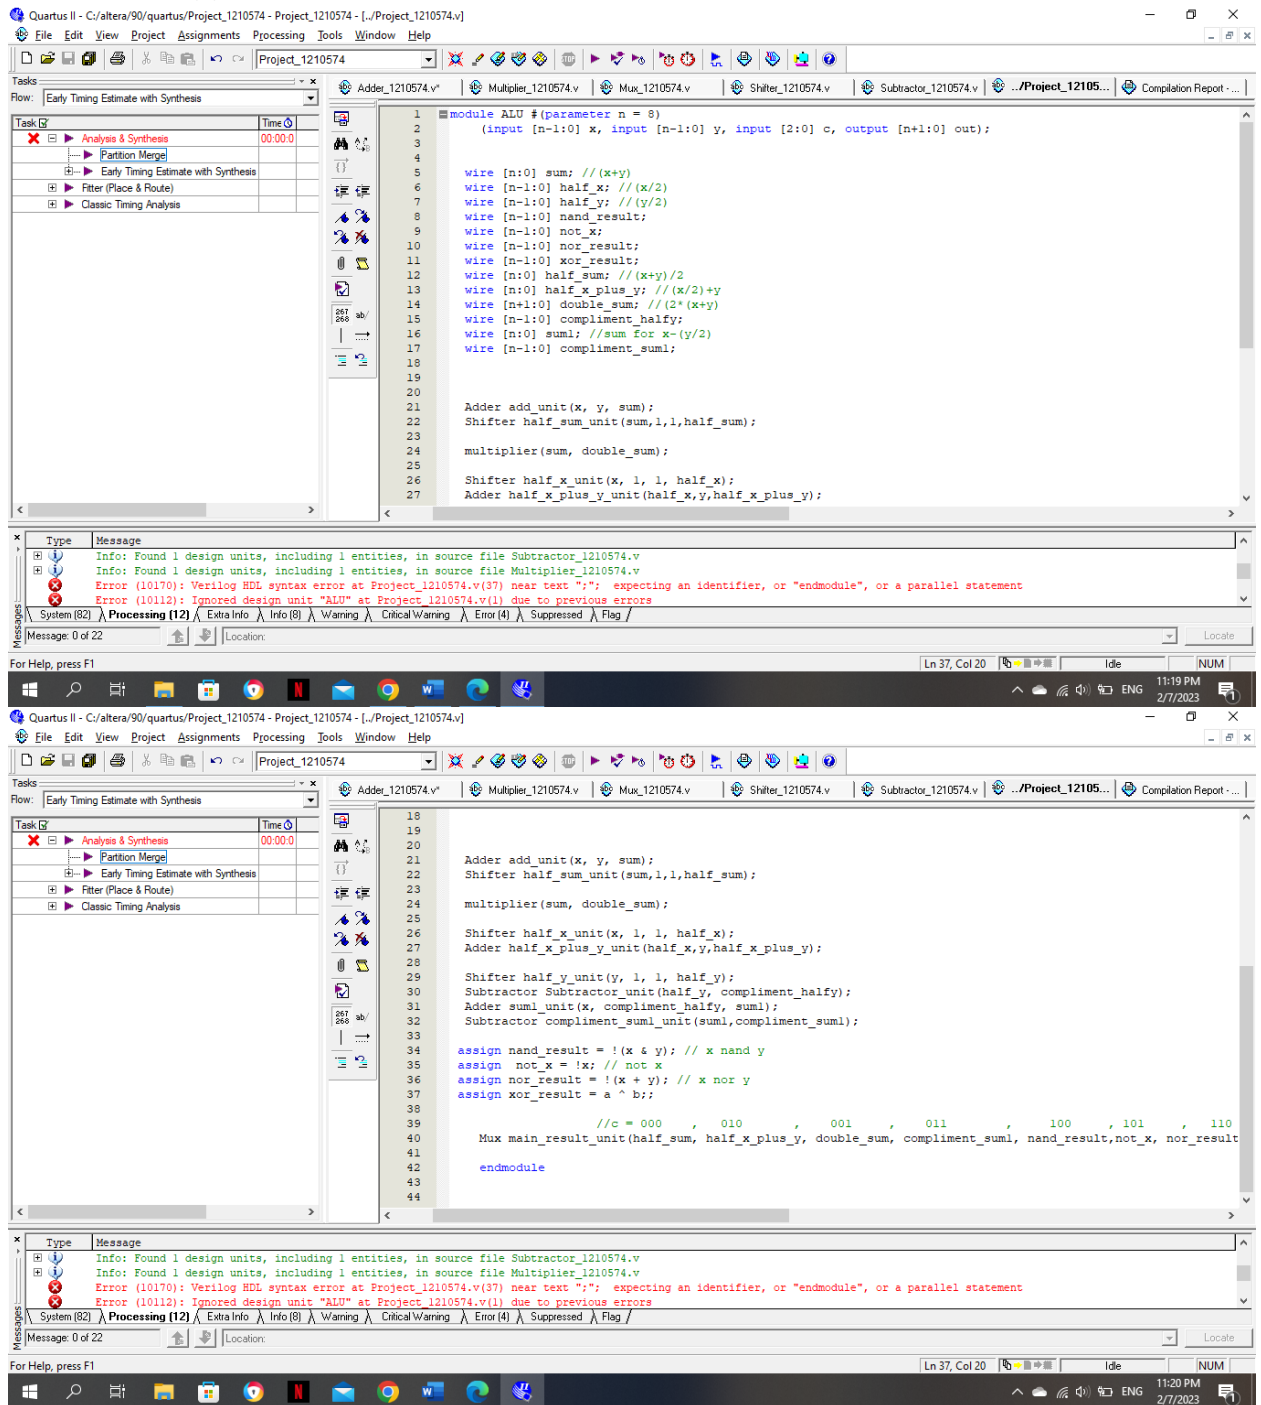 Quartus II - C:/altera/90/quartus/Project_1210574 - Project_1210574 - [../Project_1210574.v]
File Edit View Project Assignments Processing Tools Window Help
Project_1210574
Tasks
Flow: Early Timing Estimate with Synthesis
Task Time
Analysis & Synthesis 00:00:0
Partition Merge
Early Timing Estimate with Synthesis
Fitter (Place & Route)
Classic Timing Analysis
Adder_1210574.v* Multiplier_1210574.v Mux_1210574.v Shifter_1210574.v Subtractor_1210574.v ../Project_12105... Compilation Report - ...
267 268 ab/
1 module ALU #(parameter n = 8)
2 (input [n-1:0] x, input [n-1:0] y, input [2:0] c, output [n+1:0] out);
3
4
5 wire [n:0] sum; //(x+y)
6 wire [n-1:0] half_x; //(x/2)
7 wire [n-1:0] half_y; //(y/2)
8 wire [n-1:0] nand_result;
9 wire [n-1:0] not_x;
10 wire [n-1:0] nor_result;
11 wire [n-1:0] xor_result;
12 wire [n:0] half_sum; //(x+y)/2
13 wire [n:0] half_x_plus_y; //(x/2)+y
14 wire [n+1:0] double_sum; //(2*(x+y)
15 wire [n-1:0] compliment_halfy;
16 wire [n:0] sum1; //sum for x-(y/2)
17 wire [n-1:0] compliment_sum1;
18
19
20
21 Adder add_unit(x, y, sum);
22 Shifter half_sum_unit(sum,1,1,half_sum);
23
24 multiplier(sum, double_sum);
25
26 Shifter half_x_unit(x, 1, 1, half_x);
27 Adder half_x_plus_y_unit(half_x,y,half_x_plus_y);
Type Message
Info: Found 1 design units, including 1 entities, in source file Subtractor_1210574.v
Info: Found 1 design units, including 1 entities, in source file Multiplier_1210574.v
Error (10170): Verilog HDL syntax error at Project_1210574.v(37) near text ";"; expecting an identifier, or "endmodule", or a parallel statement
Error (10112): Ignored design unit "ALU" at Project_1210574.v(1) due to previous errors
System (82) Processing (12) Extra Info Info (8) Warning Critical Warning Error (4) Suppressed Flag
Messages
Message: 0 of 22 Location: Locate
For Help, press F1 Ln 37, Col 20 Idle NUM
ENG 11:19 PM
2/7/2023
Quartus II - C:/altera/90/quartus/Project_1210574 - Project_1210574 - [../Project_1210574.v]
File Edit View Project Assignments Processing Tools Window Help
Project_1210574
Tasks
Flow: Early Timing Estimate with Synthesis
Task Time
Analysis & Synthesis 00:00:0
Partition Merge
Early Timing Estimate with Synthesis
Fitter (Place & Route)
Classic Timing Analysis
Adder_1210574.v* Multiplier_1210574.v Mux_1210574.v Shifter_1210574.v Subtractor_1210574.v ../Project_12105... Compilation Report - ...
267 268 ab/
18
19
20
21 Adder add_unit(x, y, sum);
22 Shifter half_sum_unit(sum,1,1,half_sum);
23
24 multiplier(sum, double_sum);
25
26 Shifter half_x_unit(x, 1, 1, half_x);
27 Adder half_x_plus_y_unit(half_x,y,half_x_plus_y);
28
29 Shifter half_y_unit(y, 1, 1, half_y);
30 Subtractor Subtractor_unit(half_y, compliment_halfy);
31 Adder sum1_unit(x, compliment_halfy, sum1);
32 Subtractor compliment_sum1_unit(sum1,compliment_sum1);
33
34 assign nand_result = !(x & y); // x nand y
35 assign not_x = !x; // not x
36 assign nor_result = !(x + y); // x nor y
37 assign xor_result = a ^ b;;
38
39 //c = 000 , 010 , 001 , 011 , 100 , 101 , 110
40 Mux main_result_unit(half_sum, half_x_plus_y, double_sum, compliment_sum1, nand_result,not_x, nor_result
41
42 endmodule
43
44
Type Message
Info: Found 1 design units, including 1 entities, in source file Subtractor_1210574.v
Info: Found 1 design units, including 1 entities, in source file Multiplier_1210574.v
Error (10170): Verilog HDL syntax error at Project_1210574.v(37) near text ";"; expecting an identifier, or "endmodule", or a parallel statement
Error (10112): Ignored design unit "ALU" at Project_1210574.v(1) due to previous errors
System (82) Processing (12) Extra Info Info (8) Warning Critical Warning Error (4) Suppressed Flag
Messages
Message: 0 of 22 Location: Locate
For Help, press F1 Ln 37, Col 20 Idle NUM
ENG 11:20 PM
2/7/2023